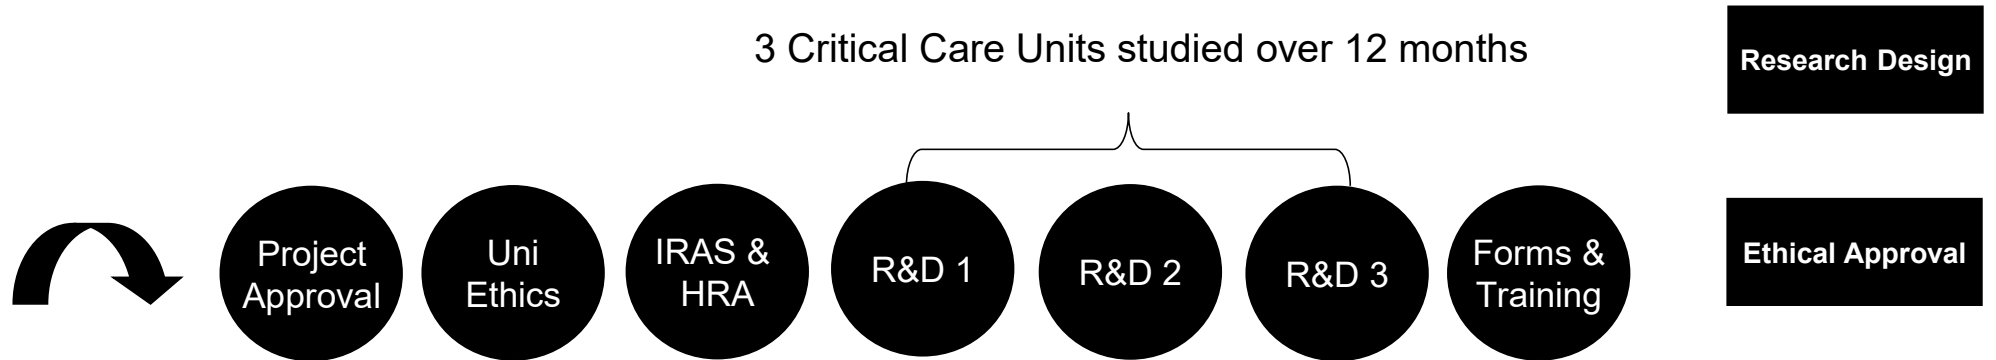 3 Critical Care Units studied over 12 months
Research Design
Project
Approval
Uni
Ethics
IRAS &
HRA
R&D 1
R&D 2
R&D 3
Forms &
Training
Ethical Approval